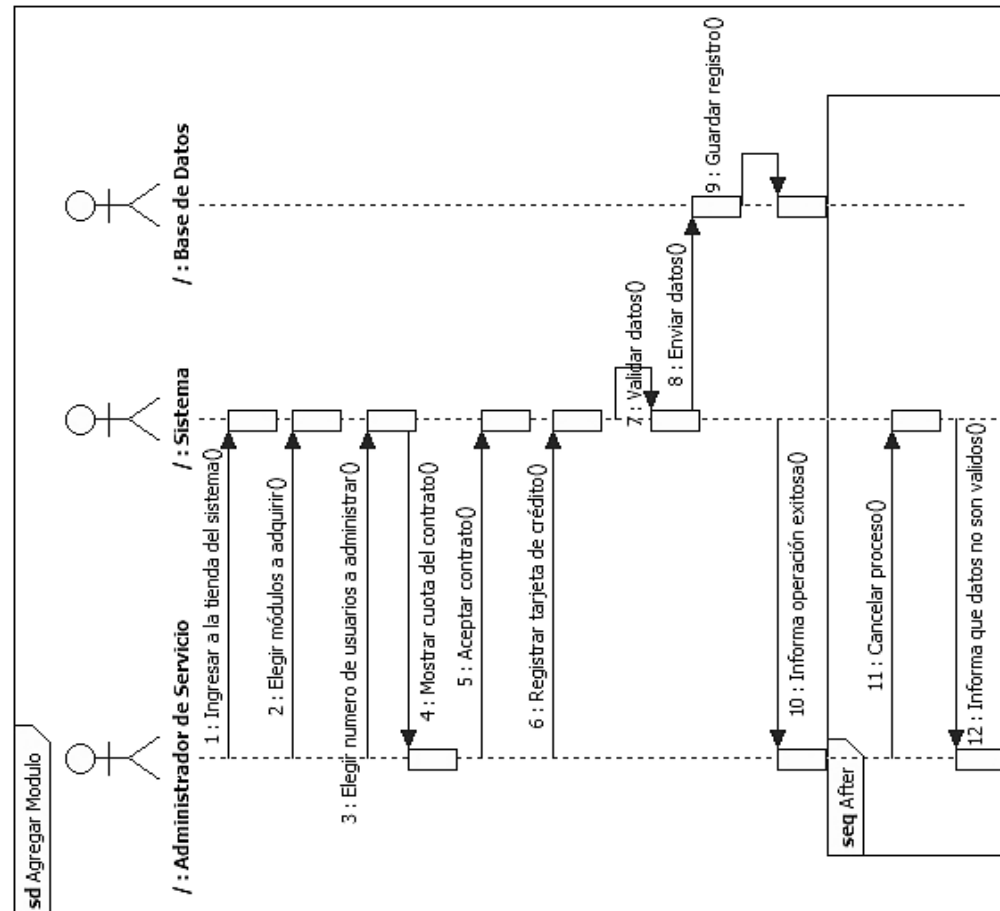 sd Agregar Modulo
/ : Administrador de Servicio
/ : Sistema
/ : Base de Datos
1 : Ingresar a la tienda del sistema()
2 : Elegir módulos a adquirir()
3 : Elegir numero de usuarios a administrar()
4 : Mostrar cuota del contrato()
5 : Aceptar contrato()
6 : Registrar tarjeta de crédito()
7 : Validar datos()
8 : Enviar datos()
9 : Guardar registro()
10 : Informa operación exitosa()
seq After
11 : Cancelar proceso()
12 : Informa que datos no son validos()